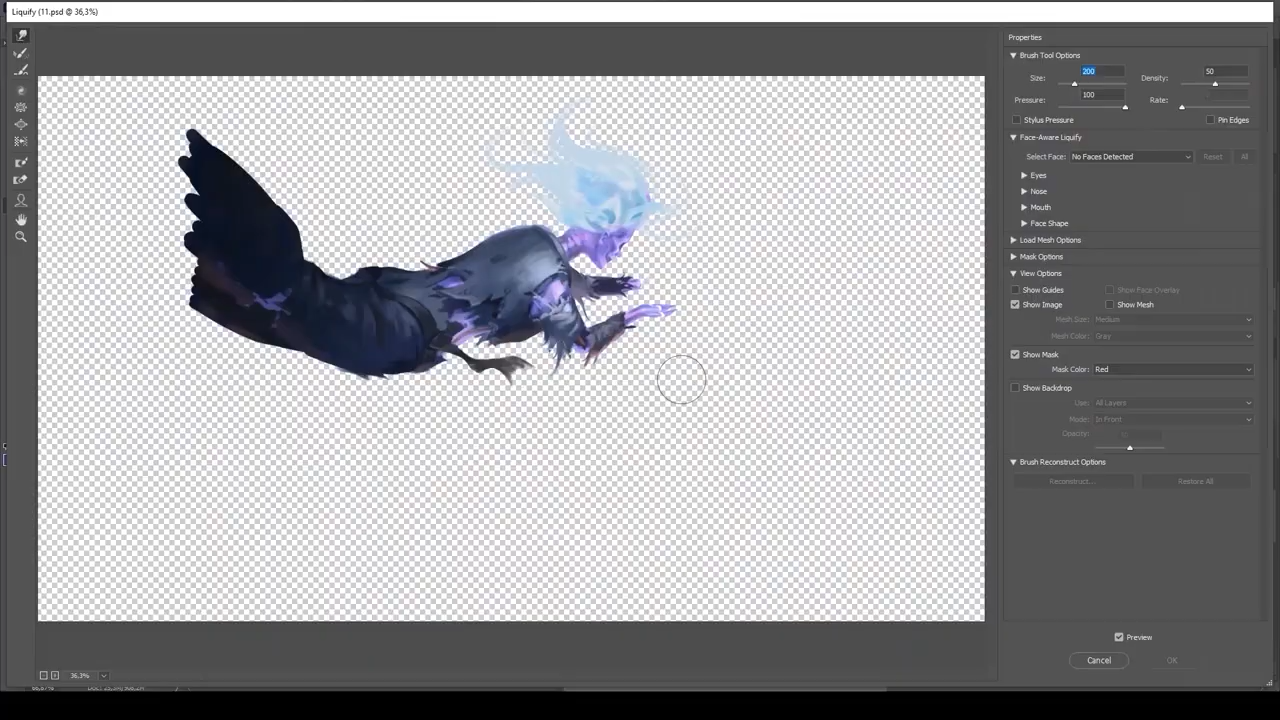 Liquify (11.psd @ 36,3%)
Properties
Brush Tool Options
Size: 200 Density: 50
Pressure: 100 Rate:
Stylus Pressure Pin Edges
Face-Aware Liquify
Select Face: No Faces Detected Reset All
Eyes
Nose
Mouth
Face Shape
Load Mesh Options
Mask Options
View Options
Show Guides Show Face Overlay
Show Image Show Mesh
Mesh Size: Medium
Mesh Color: Gray
Show Mask
Mask Color: Red
Show Backdrop
Use: All Layers
Mode: In Front
Opacity:
Brush Reconstruct Options
Reconstruct... Restore All
Preview
Cancel OK
36,3%